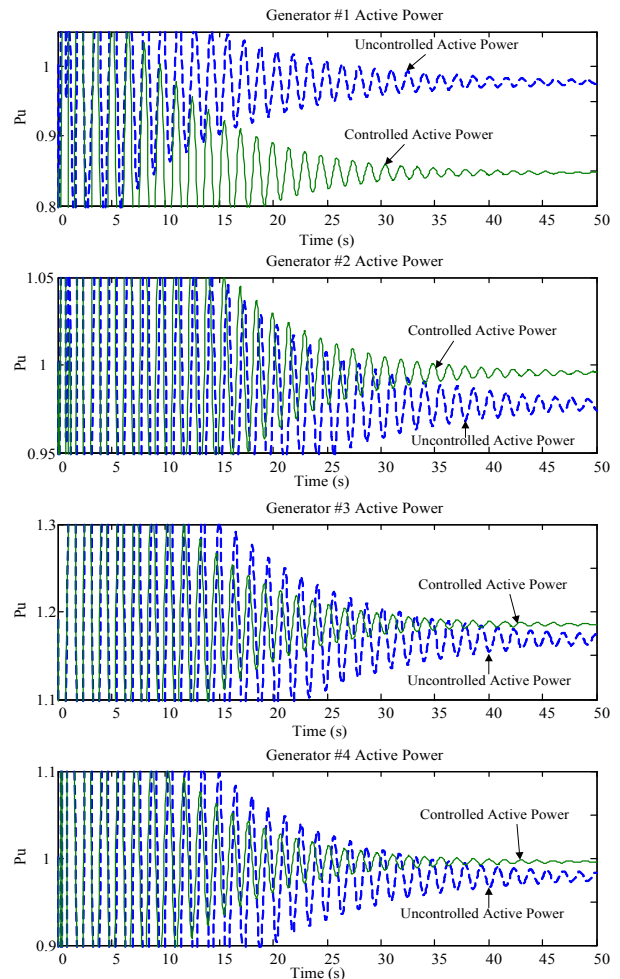 Generator #1 Active Power
Uncontrolled Active Power
1
Pu
0.9
Controlled Active Power
0.8
0 5 10 15 20 25 30 35 40 45 50
Time (s)
Generator #2 Active Power
1.05
Controlled Active Power
Pu
1
Uncontrolled Active Power
0.95
0 5 10 15 20 25 30 35 40 45 50
Time (s)
Generator #3 Active Power
1.3
Controlled Active Power
Pu
1.2
Uncontrolled Active Power
1.1
0 5 10 15 20 25 30 35 40 45 50
Time (s)
Generator #4 Active Power
1.1
Controlled Active Power
Pu
1
Uncontrolled Active Power
0.9
0 5 10 15 20 25 30 35 40 45 50
Time (s)